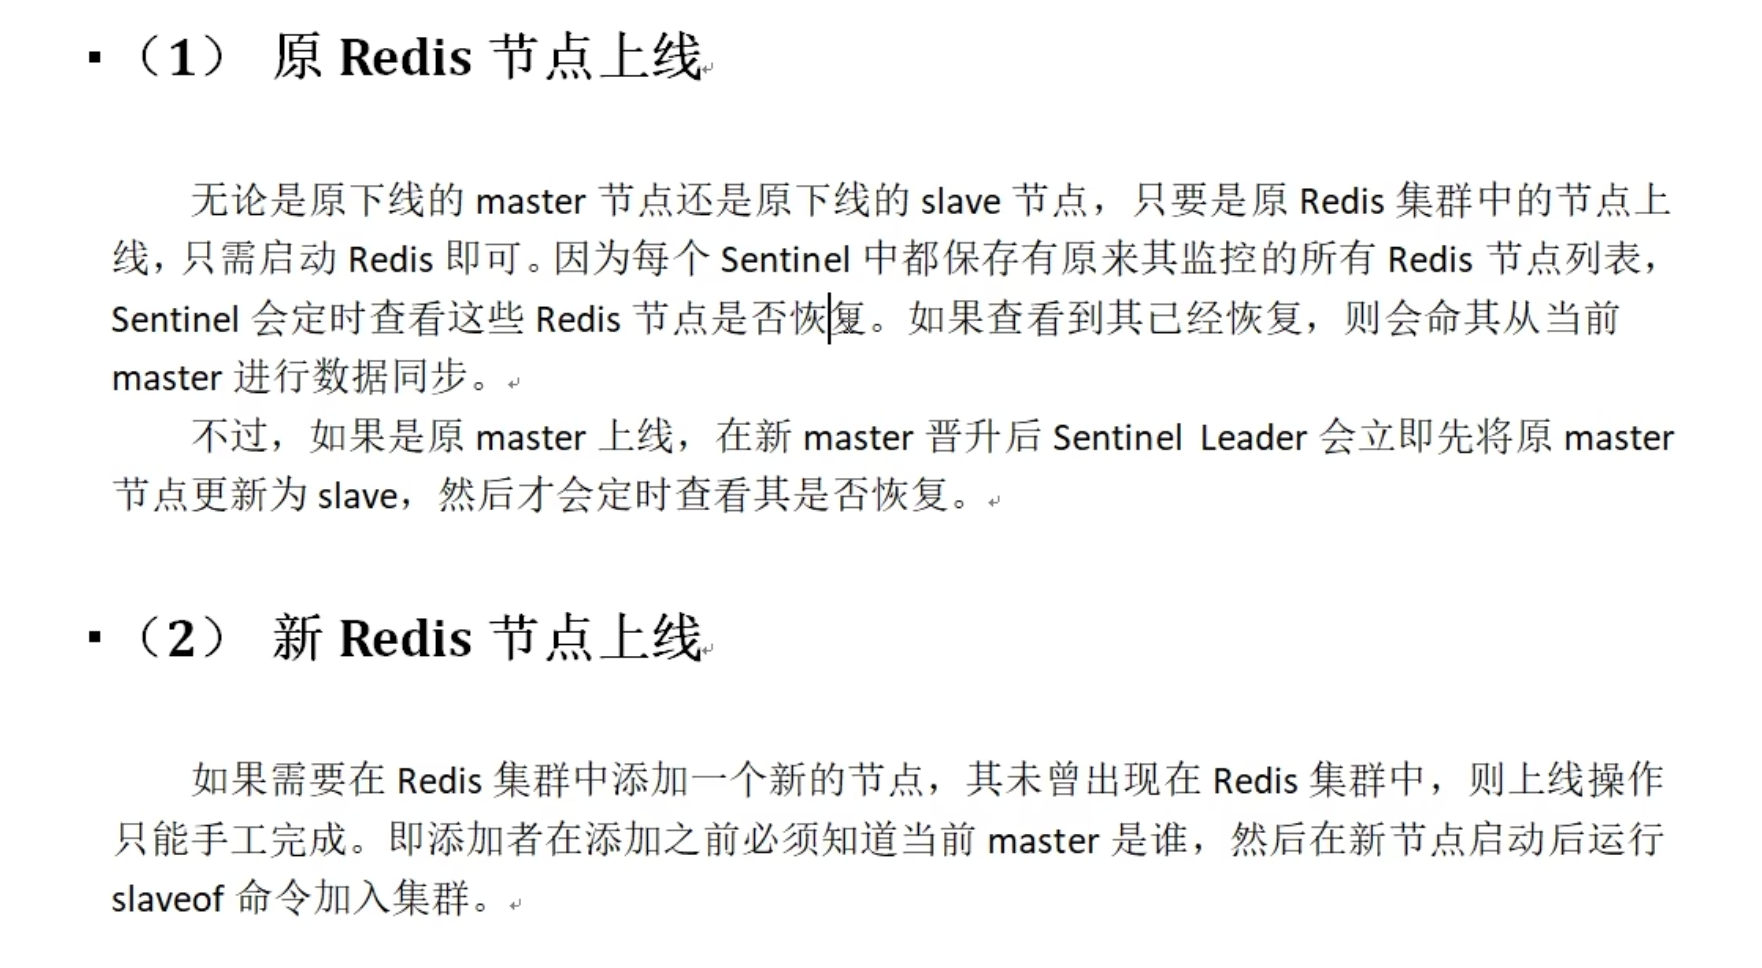 ▪（1） 原 Redis 节点上线
无论是原下线的 master 节点还是原下线的 slave 节点，只要是原 Redis 集群中的节点上
线，只需启动 Redis 即可。因为每个 Sentinel 中都保存有原来其监控的所有 Redis 节点列表，
Sentinel 会定时查看这些 Redis 节点是否恢复。如果查看到其已经恢复，则会命其从当前
master 进行数据同步。
不过，如果是原 master 上线，在新 master 晋升后 Sentinel Leader 会立即先将原 master
节点更新为 slave，然后才会定时查看其是否恢复。
▪（2） 新 Redis 节点上线
如果需要在 Redis 集群中添加一个新的节点，其未曾出现在 Redis 集群中，则上线操作
只能手工完成。即添加者在添加之前必须知道当前 master 是谁，然后在新节点启动后运行
slaveof 命令加入集群。